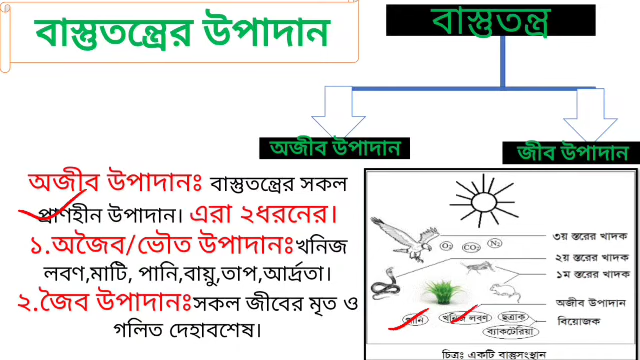 বাস্তুতন্ত্রের উপাদান
বাস্তুতন্ত্র
অজীব উপাদান
জীব উপাদান
অজীব উপাদানঃ বাস্তুতন্ত্রের সকল
প্রাণহীন উপাদান। এরা ২ধরনের।
১.অজৈব/ভৌত উপাদানঃখনিজ
লবণ,মাটি, পানি,বায়ু,তাপ,আর্দ্রতা।
২.জৈব উপাদানঃসকল জীবের মৃত ও
গলিত দেহাবশেষ।
O₂ CO₂ N₂
৩য় স্তরের খাদক
২য় স্তরের খাদক
১ম স্তরের খাদক
অজীব উপাদান
পানি খনিজ লবণ ছত্রাক
বিয়োজক
ব্যাকটেরিয়া
চিত্রঃ একটি বাস্তুসংস্থান